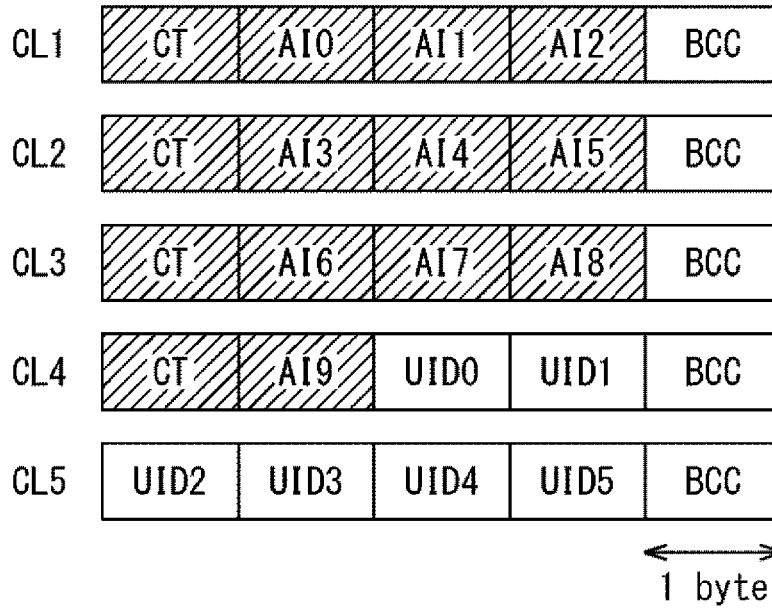 CL1 CT AI0 AI1 AI2 BCC
CL2 CT AI3 AI4 AI5 BCC
CL3 CT AI6 AI7 AI8 BCC
CL4 CT AI9 UID0 UID1 BCC
CL5 UID2 UID3 UID4 UID5 BCC
1 byte